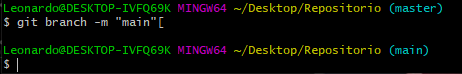 Leonardo@DESKTOP-IVFQ69K MINGW64 ~/Desktop/Repositorio (master)
$ git branch -m "main"[
Leonardo@DESKTOP-IVFQ69K MINGW64 ~/Desktop/Repositorio (main)
$